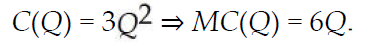 C(Q) = 3Q² ⇒ MC(Q) = 6Q.